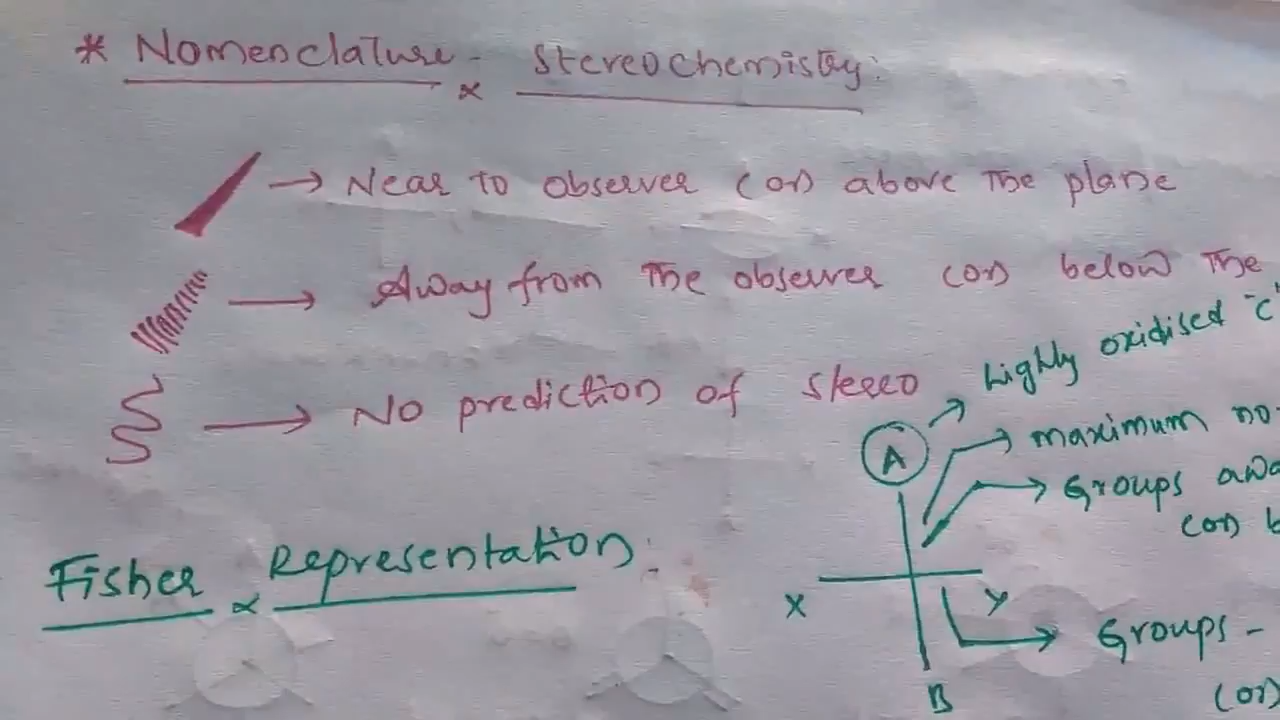 * Nomenclature - Stereochemistry:
→ Near to observer (or) above the plane
→ Away from the observer (or) below the
→ No prediction of stereo
highly oxidised "c"
A
maximum no.
Groups
(or)
Fisher Representation:
X
Y
Groups -
B
(or)